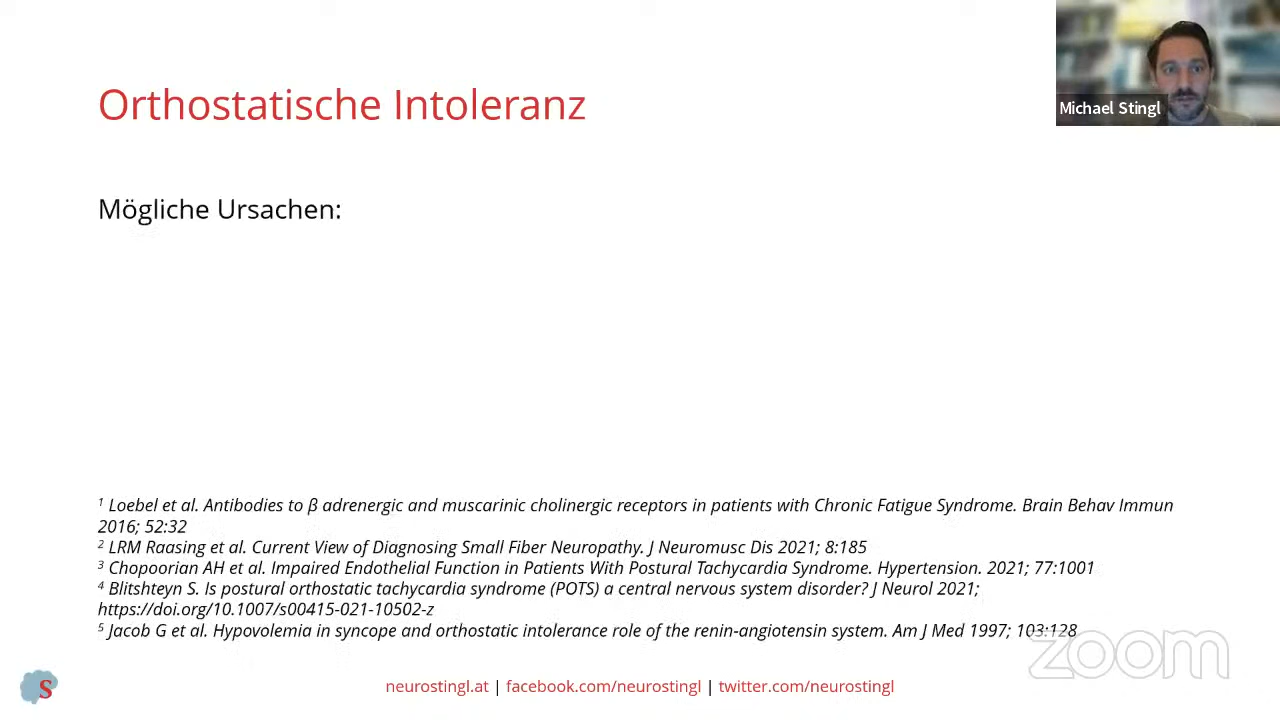 Orthostatische Intoleranz
Michael Stingl
Mögliche Ursachen:
1 Loebel et al. Antibodies to β adrenergic and muscarinic cholinergic receptors in patients with Chronic Fatigue Syndrome. Brain Behav Immun
2016; 52:32
2 LRM Raasing et al. Current View of Diagnosing Small Fiber Neuropathy. J Neuromusc Dis 2021; 8:185
3 Chopoorian AH et al. Impaired Endothelial Function in Patients With Postural Tachycardia Syndrome. Hypertension. 2021; 77:1001
4 Blitshteyn S. Is postural orthostatic tachycardia syndrome (POTS) a central nervous system disorder? J Neurol 2021;
https://doi.org/10.1007/s00415-021-10502-z
5 Jacob G et al. Hypovolemia in syncope and orthostatic intolerance role of the renin-angiotensin system. Am J Med 1997; 103:128
zoom
S
neurostingl.at | facebook.com/neurostingl | twitter.com/neurostingl